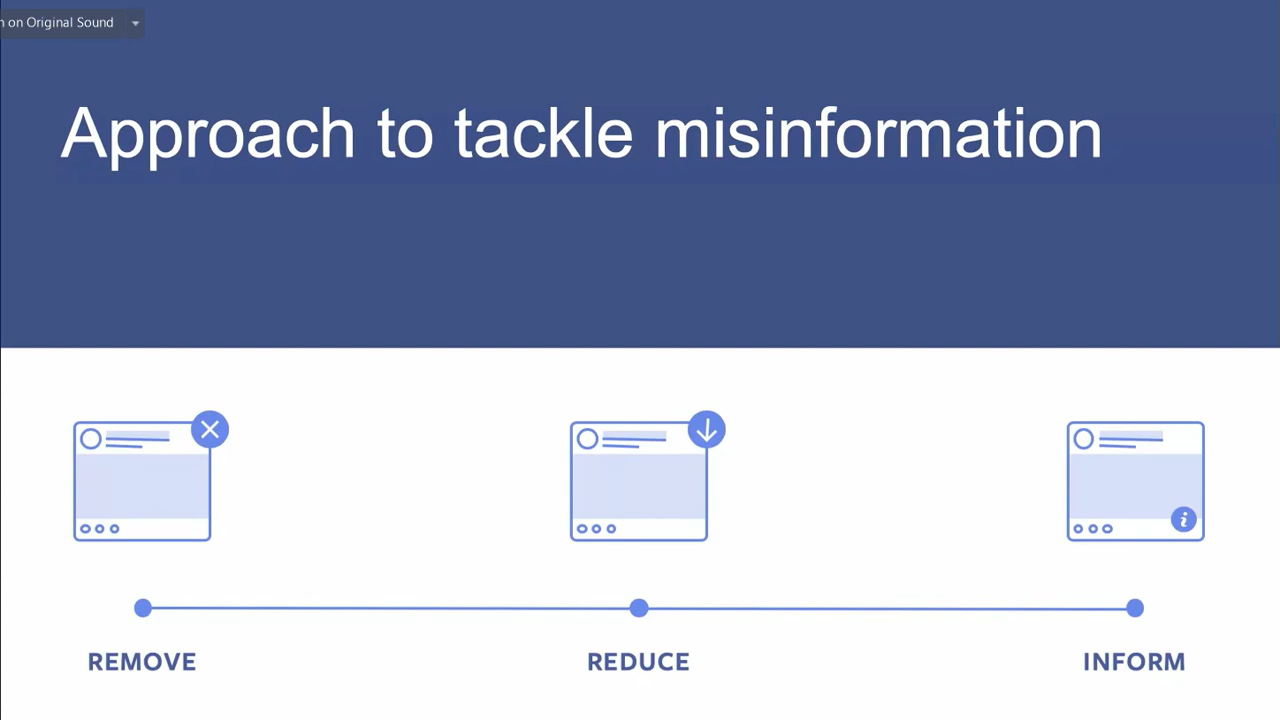 on Original Sound
Approach to tackle misinformation
i
REMOVE
REDUCE
INFORM